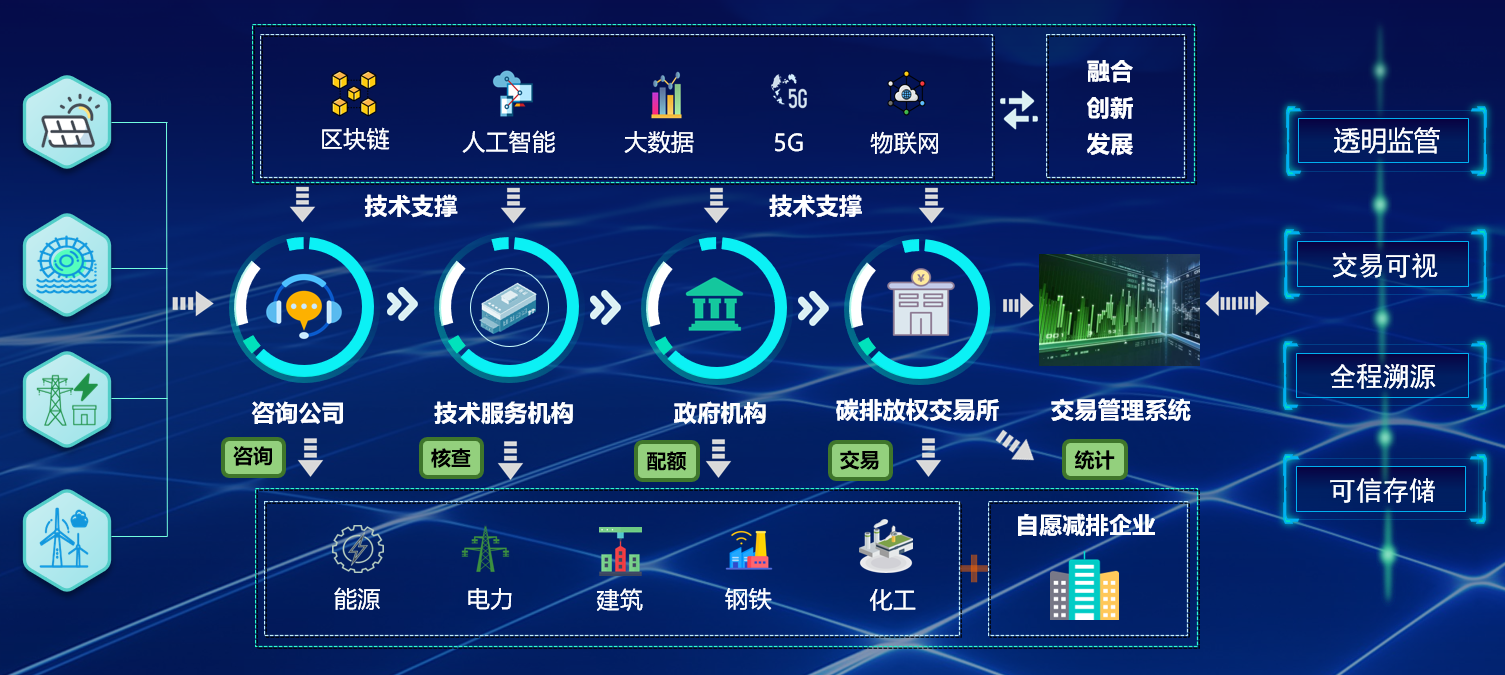 区块链
人工智能
大数据
5G
5G
物联网
融合
创新
发展
技术支撑
技术支撑
¥
咨询公司
技术服务机构
政府机构
碳排放权交易所
交易管理系统
咨询
核查
配额
交易
统计
能源
电力
建筑
钢铁
化工
自愿减排企业
透明监管
交易可视
全程溯源
可信存储